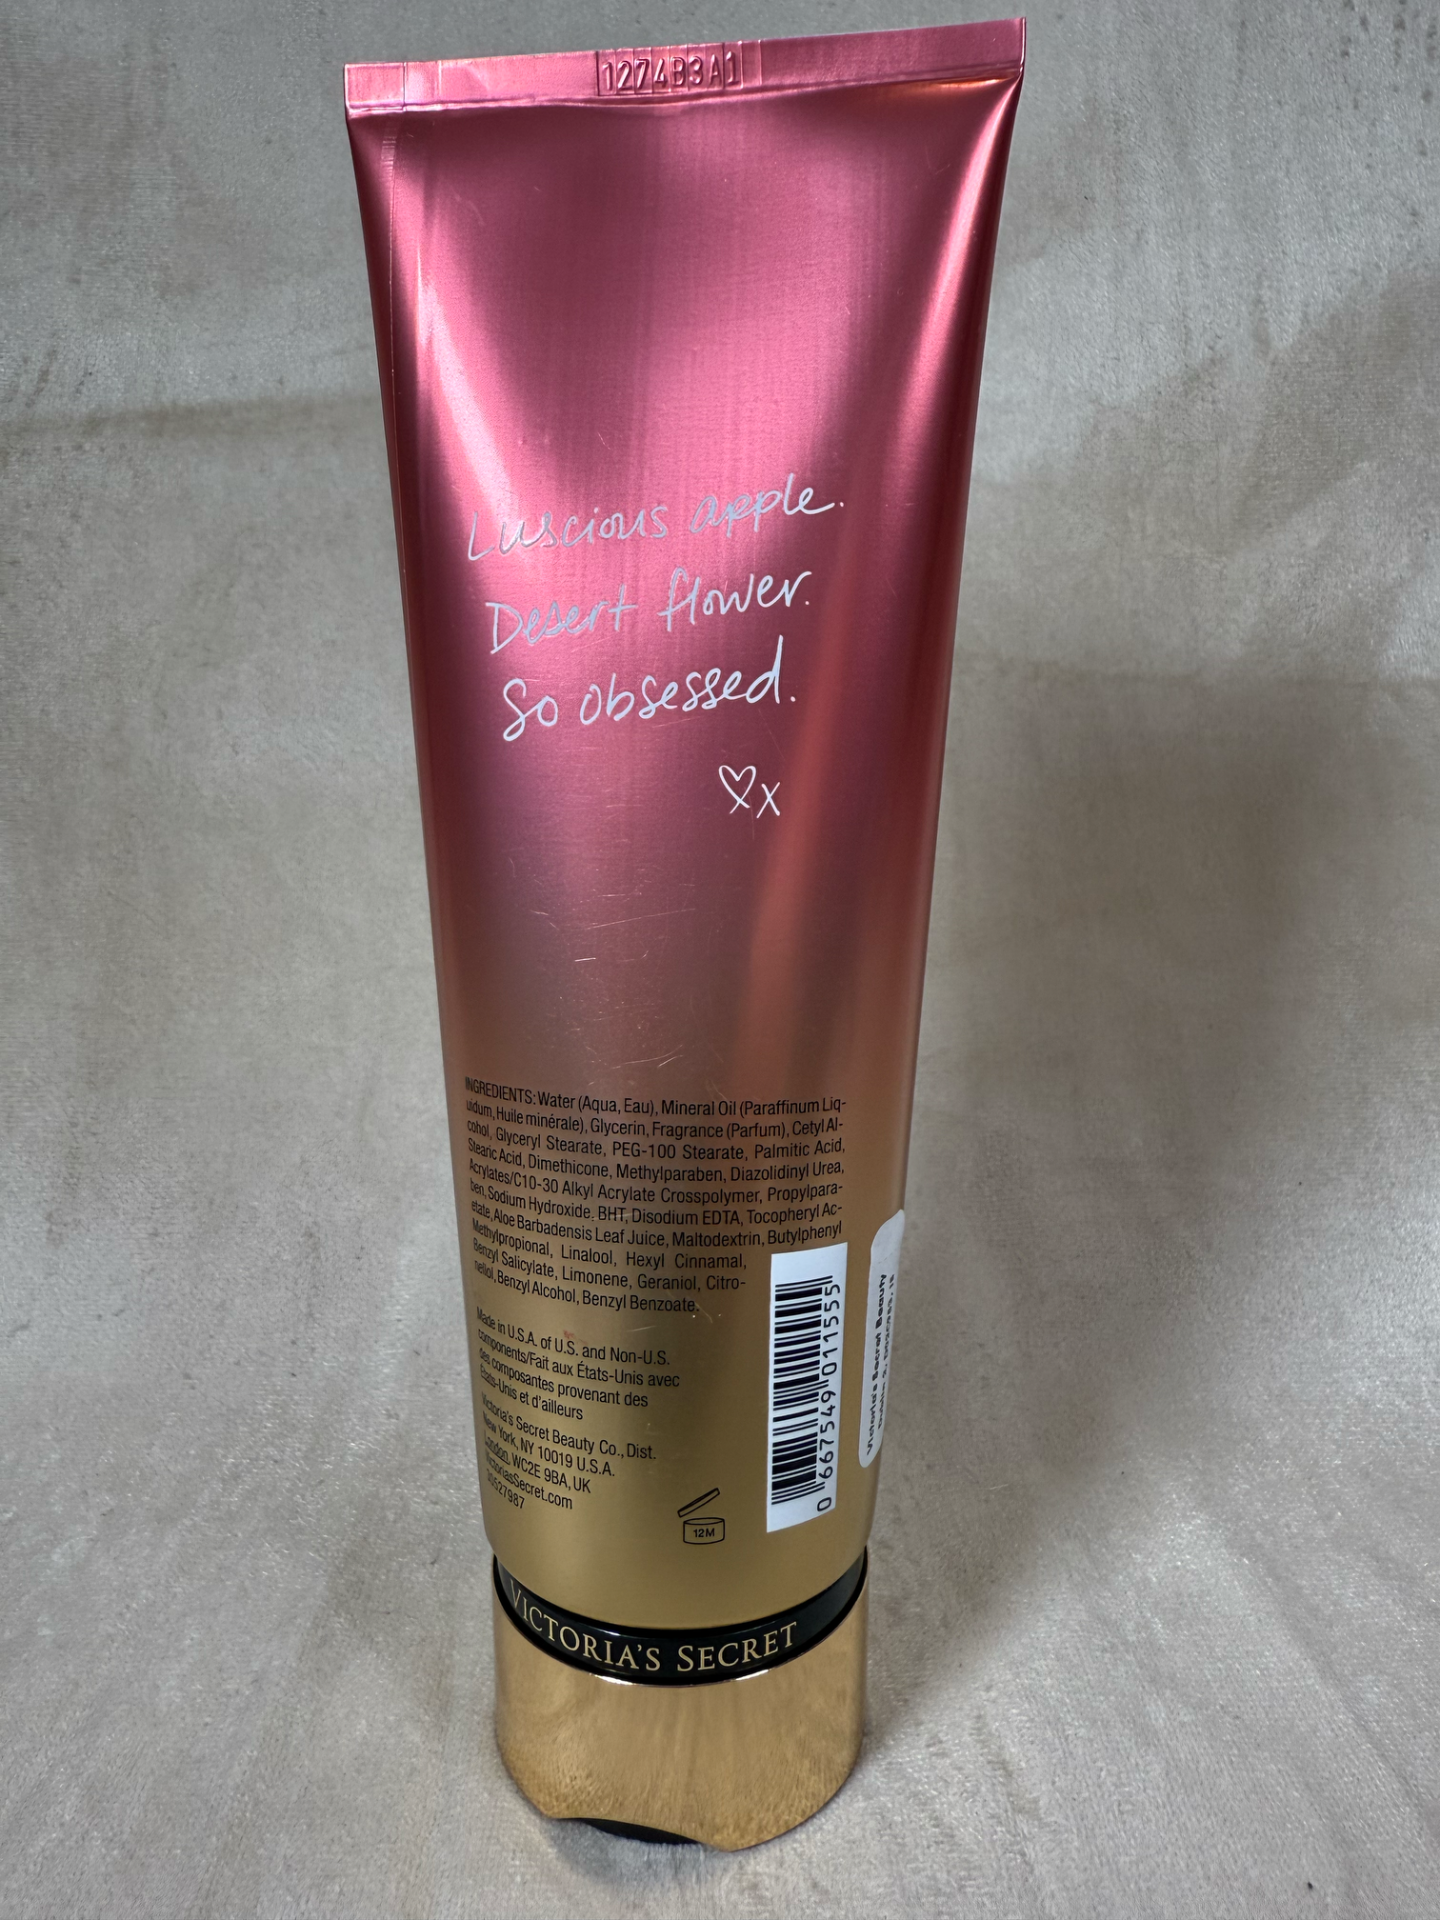 1274B3A1
Luscious apple.
Desert flower.
So obsessed.
x
INGREDIENTS: Water (Aqua, Eau), Mineral Oil (Paraffinum Liq-
uidum, Huile minérale), Glycerin, Fragrance (Parfum), Cetyl Al-
cohol, Glyceryl Stearate, PEG-100 Stearate, Palmitic Acid,
Stearic Acid, Dimethicone, Methylparaben, Diazolidinyl Urea,
Acrylates/C10-30 Alkyl Acrylate Crosspolymer, Propylpara-
ben, Sodium Hydroxide, BHT, Disodium EDTA, Tocopheryl Ac-
etate, Aloe Barbadensis Leaf Juice, Maltodextrin, Butylphenyl
Methylpropional, Linalool, Hexyl Cinnamal,
Benzyl Salicylate, Limonene, Geraniol, Citro-
nellol, Benzyl Alcohol, Benzyl Benzoate.
Made in U.S.A. of U.S. and Non-U.S.
components/Fait aux États-Unis avec
des composantes provenant des
États-Unis et d'ailleurs
Victoria's Secret Beauty Co., Dist.
New York, NY 10019 U.S.A.
London, WC2E 9BA, UK
VictoriasSecret.com
30527987
12M
0 667549 011555
Victoria's Secret Beauty
VICTORIA'S SECRET